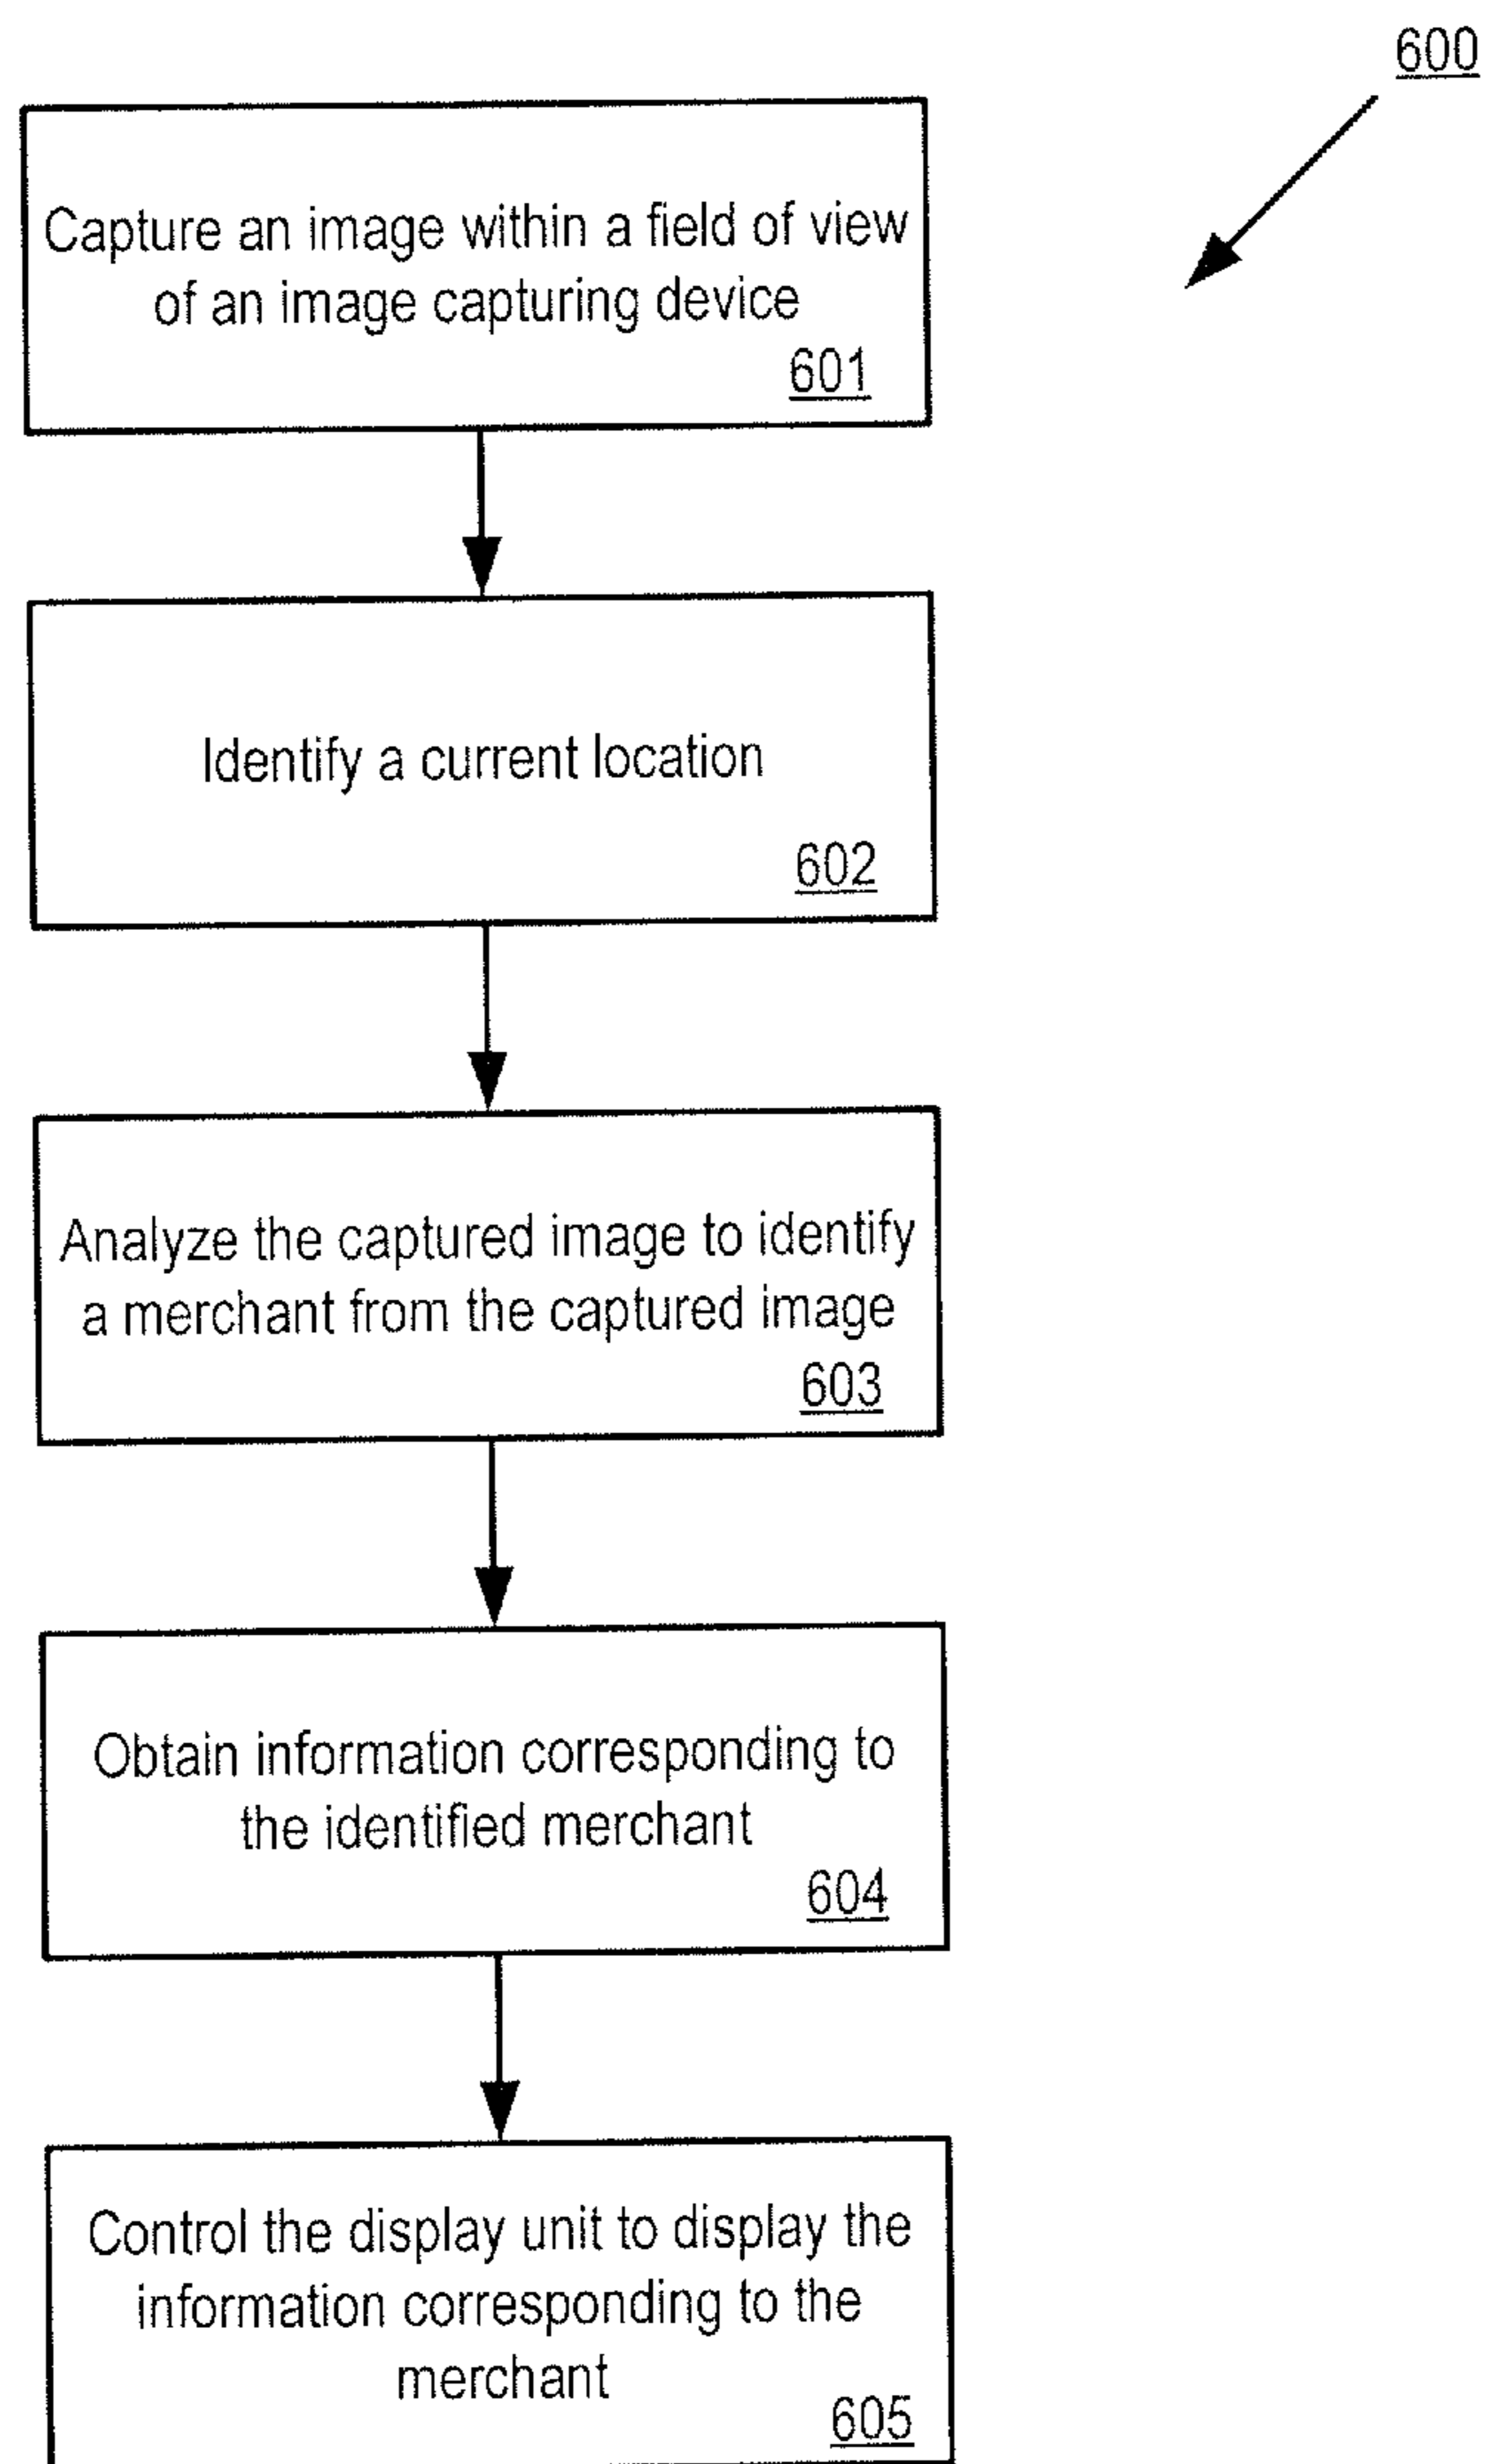 600
Capture an image within a field of view
of an image capturing device
601
Identify a current location
602
Analyze the captured image to identify
a merchant from the captured image
603
Obtain information corresponding to
the identified merchant
604
Control the display unit to display the
information corresponding to the
merchant
605